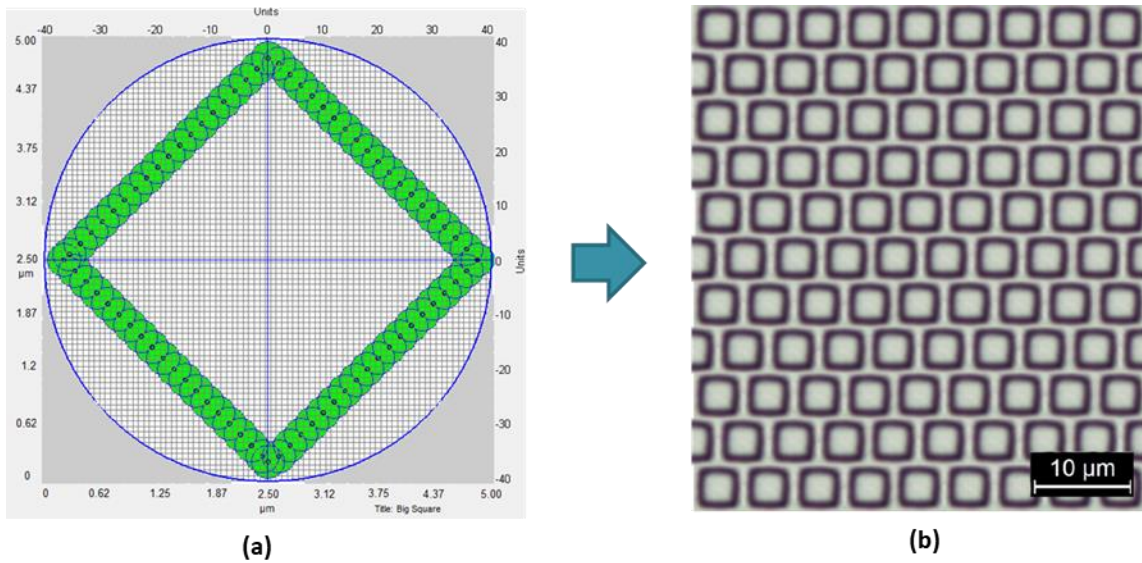 Units
-40 -30 -20 -10 0 10 20 30 40
5.00 40
4.37 30
3.75 20
3.12 10
2.50 0
µm Units
1.87 -10
1.2 -20
0.62 -30
0 -40
0 0.62 1.25 1.87 2.50 3.12 3.75 4.37 5.00
µm Title: Big Square
10 µm
(a) (b)